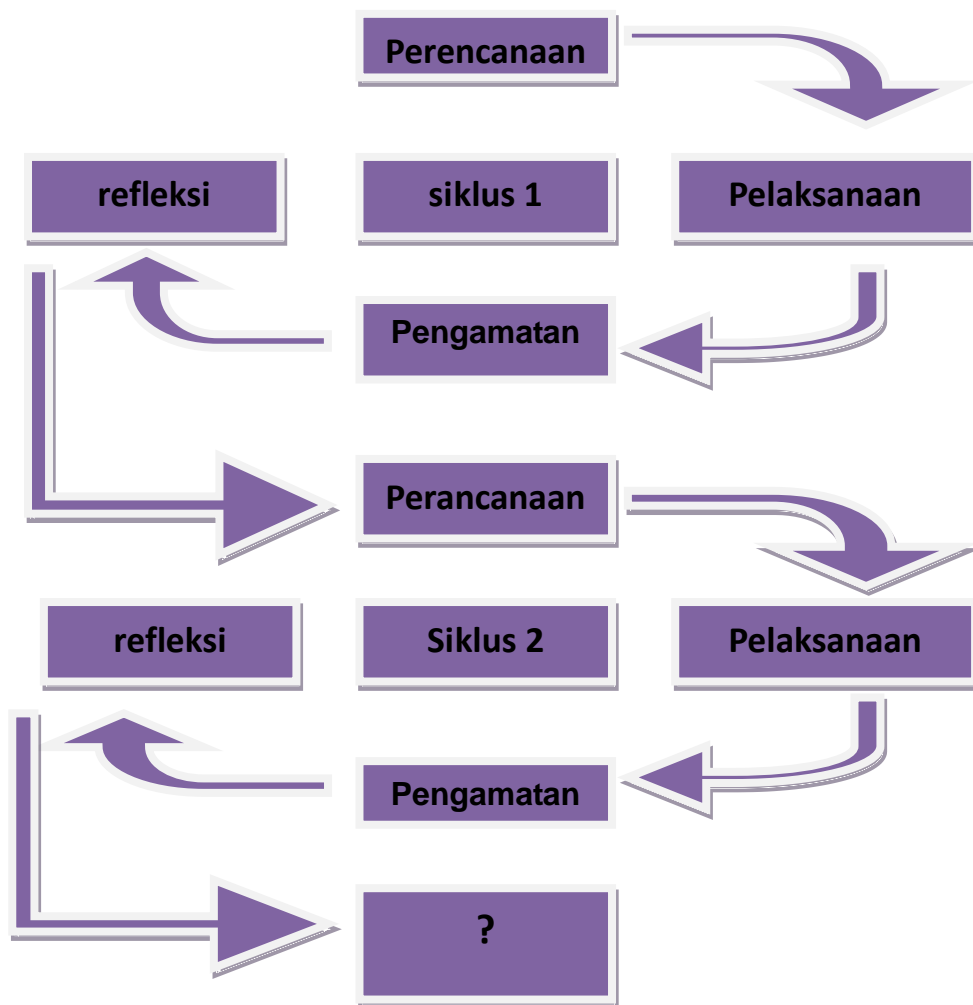 Perencanaan
refleksi
siklus 1
Pelaksanaan
Pengamatan
Perancanaan
refleksi
Siklus 2
Pelaksanaan
Pengamatan
?